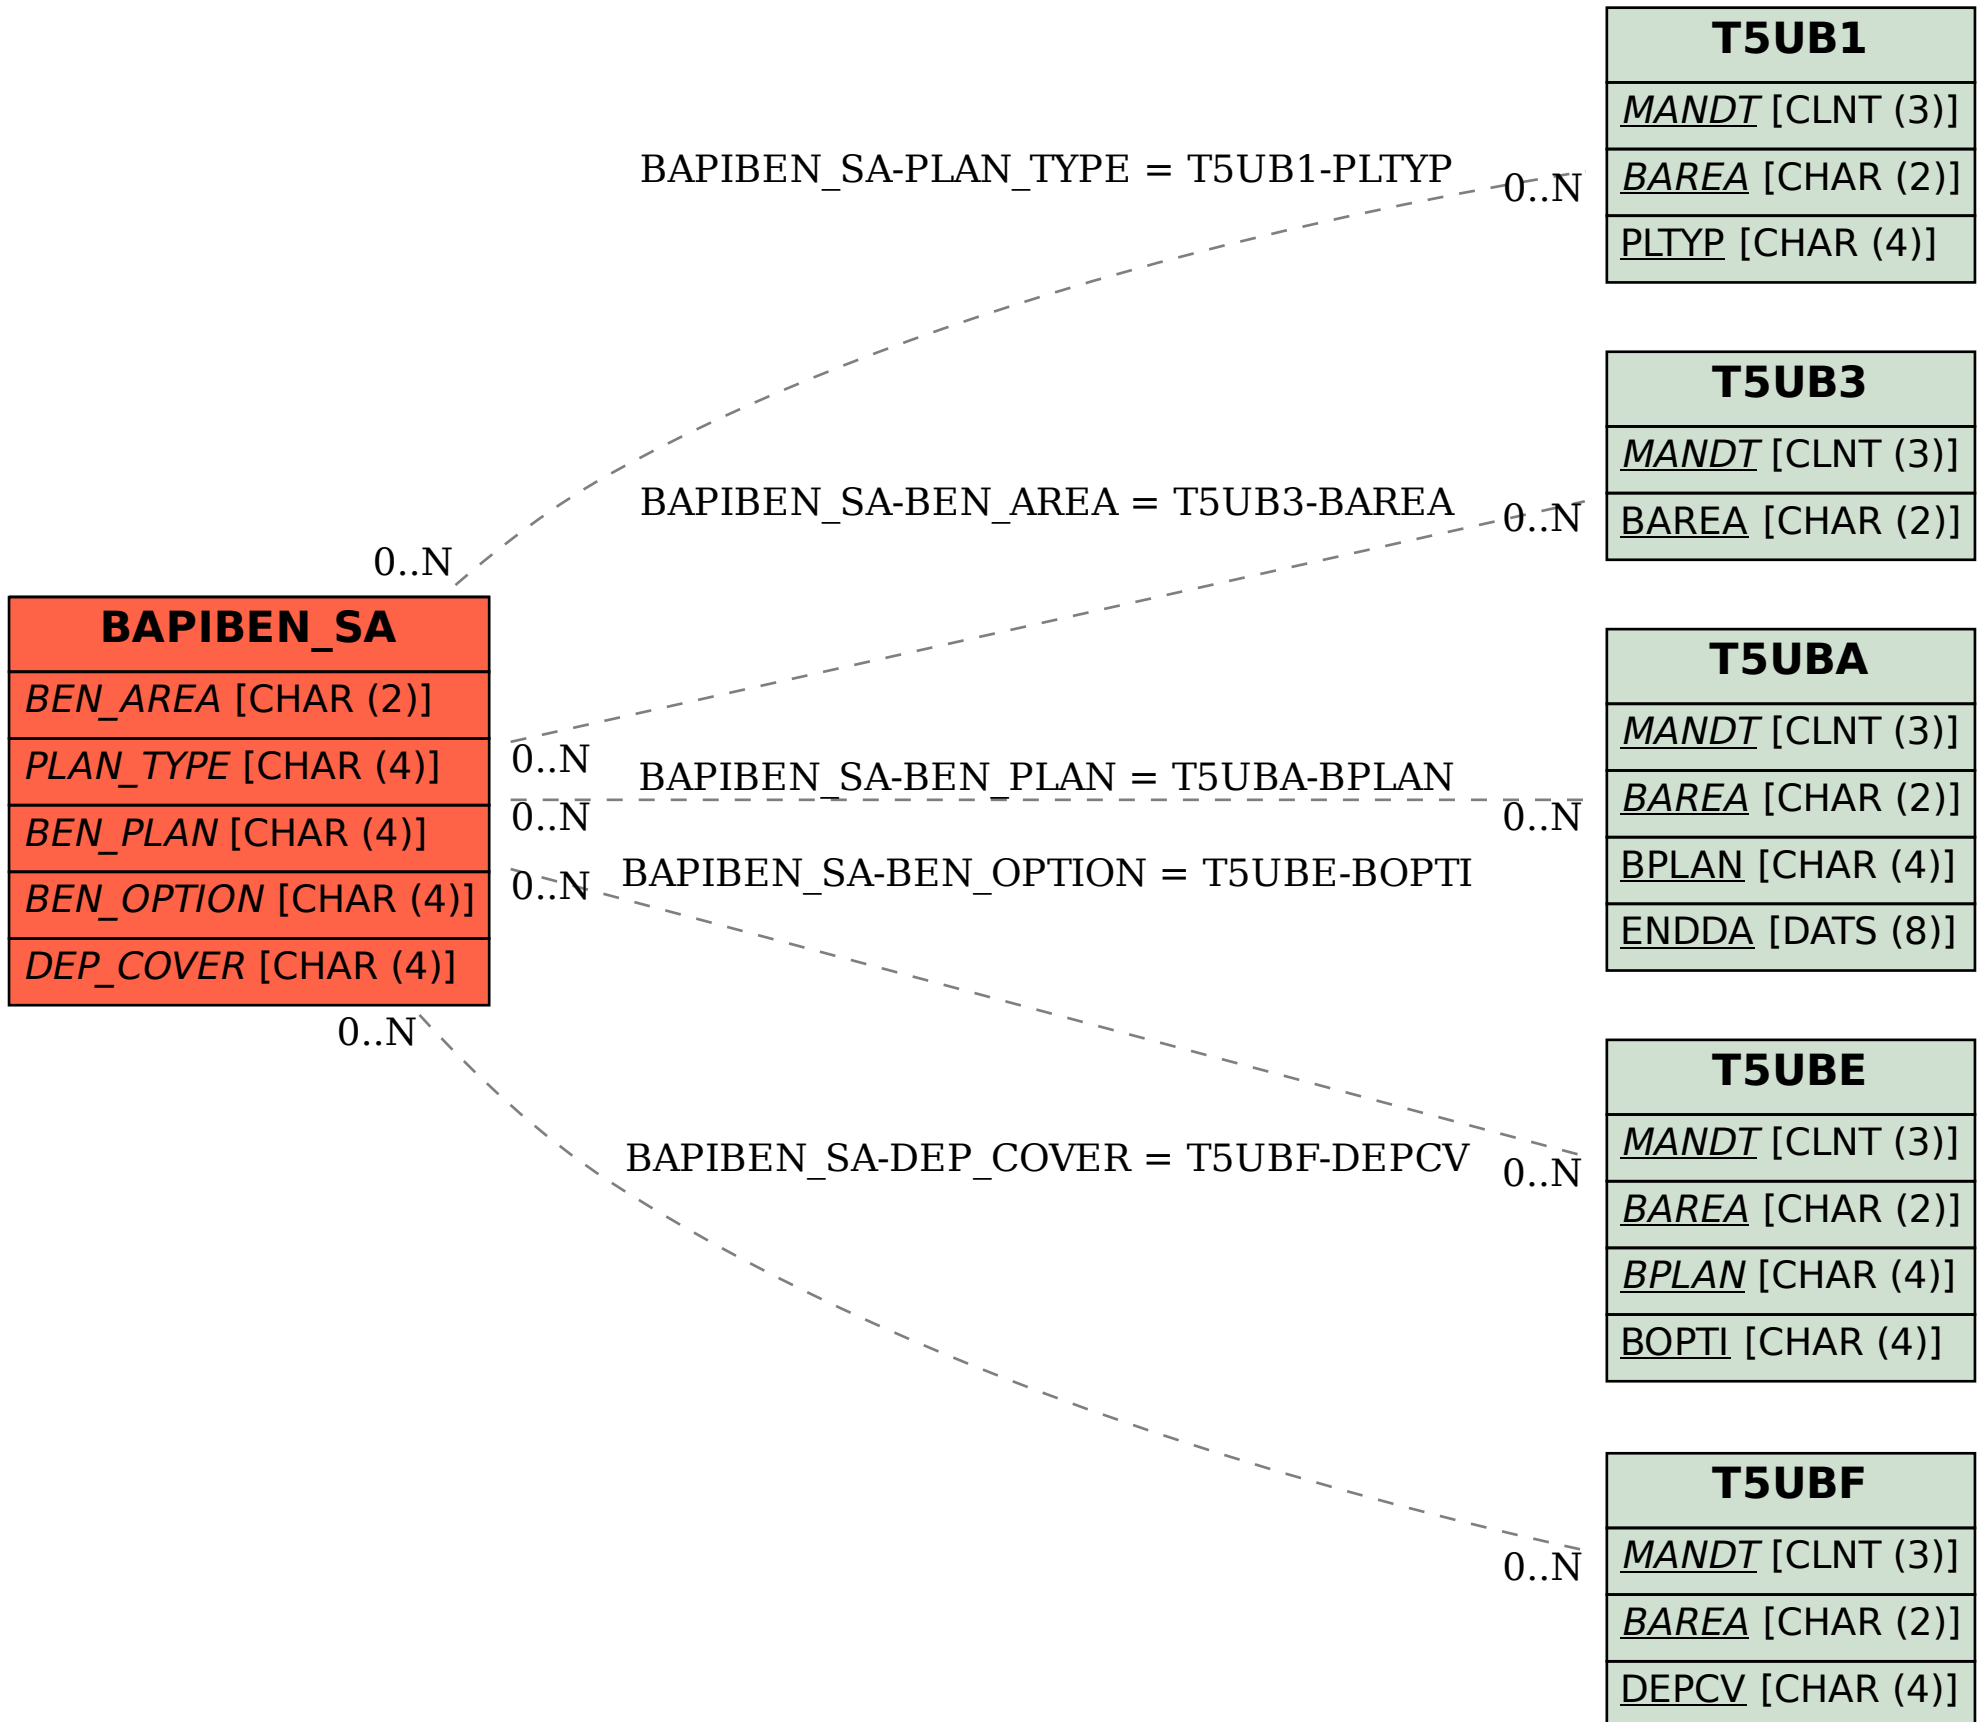 T5UB1
MANDT [CLNT (3)]
BAREA [CHAR (2)]
PLTYP [CHAR (4)]
BAPIBEN_SA-PLAN_TYPE = T5UB1-PLTYP
0..N
0..N
T5UB3
MANDT [CLNT (3)]
BAREA [CHAR (2)]
BAPIBEN_SA-BEN_AREA = T5UB3-BAREA
0..N
0..N
BAPIBEN_SA
BEN_AREA [CHAR (2)]
PLAN_TYPE [CHAR (4)]
BEN_PLAN [CHAR (4)]
BEN_OPTION [CHAR (4)]
DEP_COVER [CHAR (4)]
T5UBA
MANDT [CLNT (3)]
BAREA [CHAR (2)]
BPLAN [CHAR (4)]
ENDDA [DATS (8)]
BAPIBEN_SA-BEN_PLAN = T5UBA-BPLAN
0..N
0..N
BAPIBEN_SA-BEN_OPTION = T5UBE-BOPTI
0..N
0..N
T5UBE
MANDT [CLNT (3)]
BAREA [CHAR (2)]
BPLAN [CHAR (4)]
BOPTI [CHAR (4)]
BAPIBEN_SA-DEP_COVER = T5UBF-DEPCV
0..N
0..N
T5UBF
MANDT [CLNT (3)]
BAREA [CHAR (2)]
DEPCV [CHAR (4)]